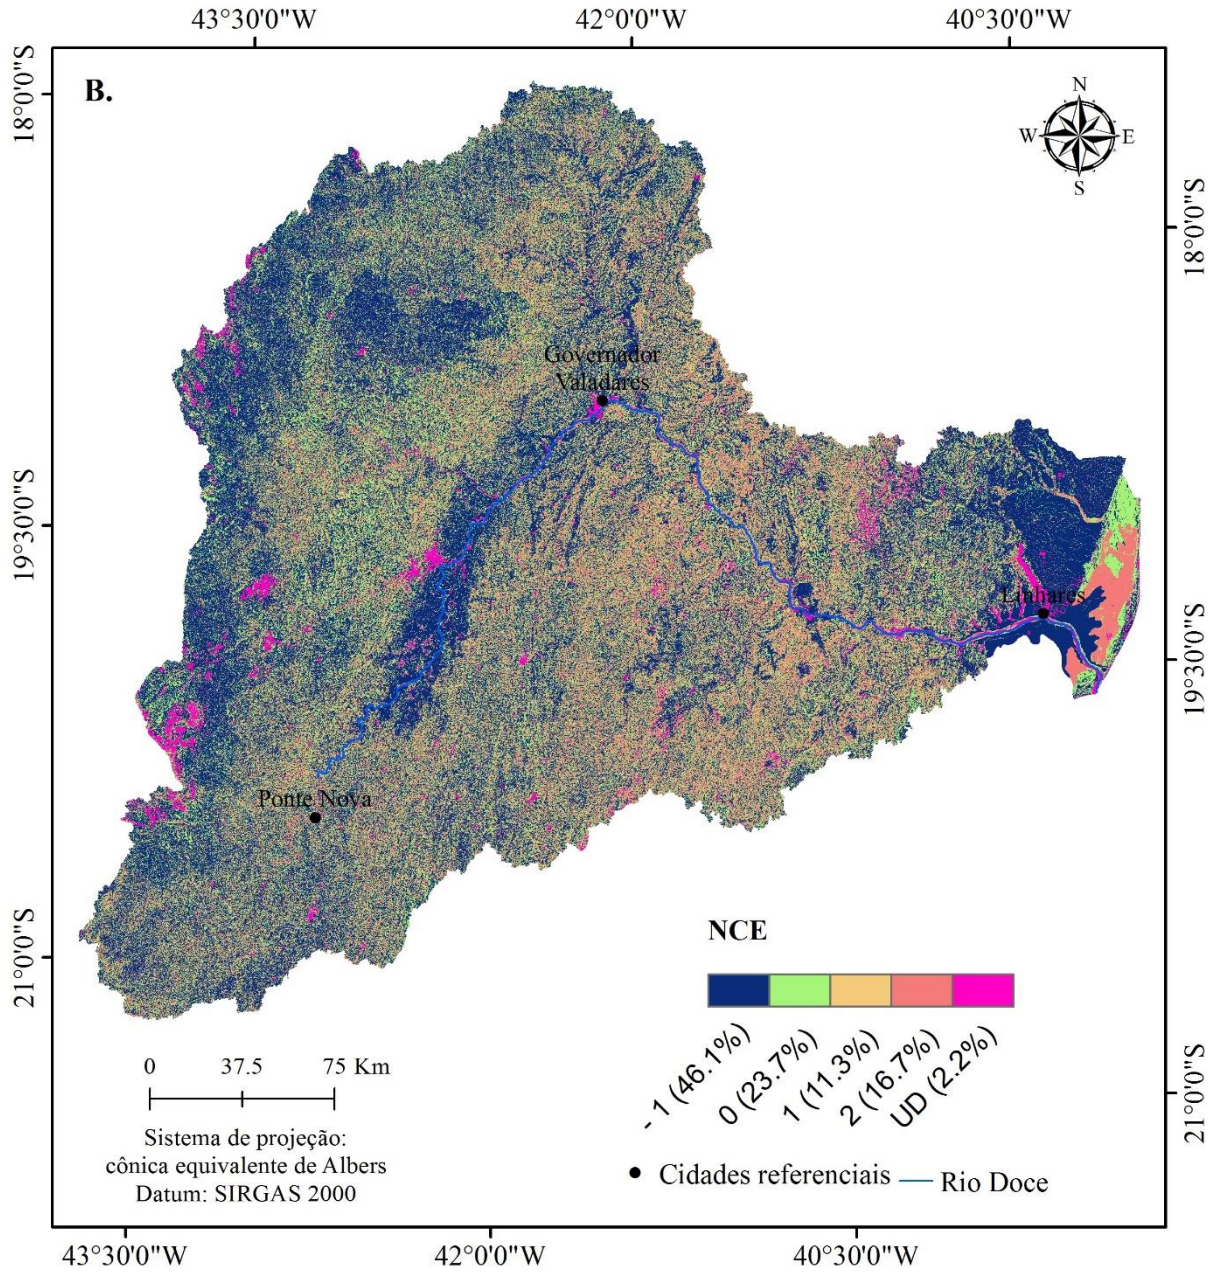 43°30'0"W 42°0'0"W 40°30'0"W
B.
N
W E
S
18°0'0"S
18°0'0"S
Governador
Valadares
19°30'0"S
Linhares
19°30'0"S
Ponte Nova
NCE
21°0'0"S
- 1 (46.1%)
0 (23.7%)
1 (11.3%)
2 (16.7%)
UD (2.2%)
0 37.5 75 Km
21°0'0"S
Sistema de projeção:
cônica equivalente de Albers
Datum: SIRGAS 2000
Cidades referenciais Rio Doce
43°30'0"W 42°0'0"W 40°30'0"W